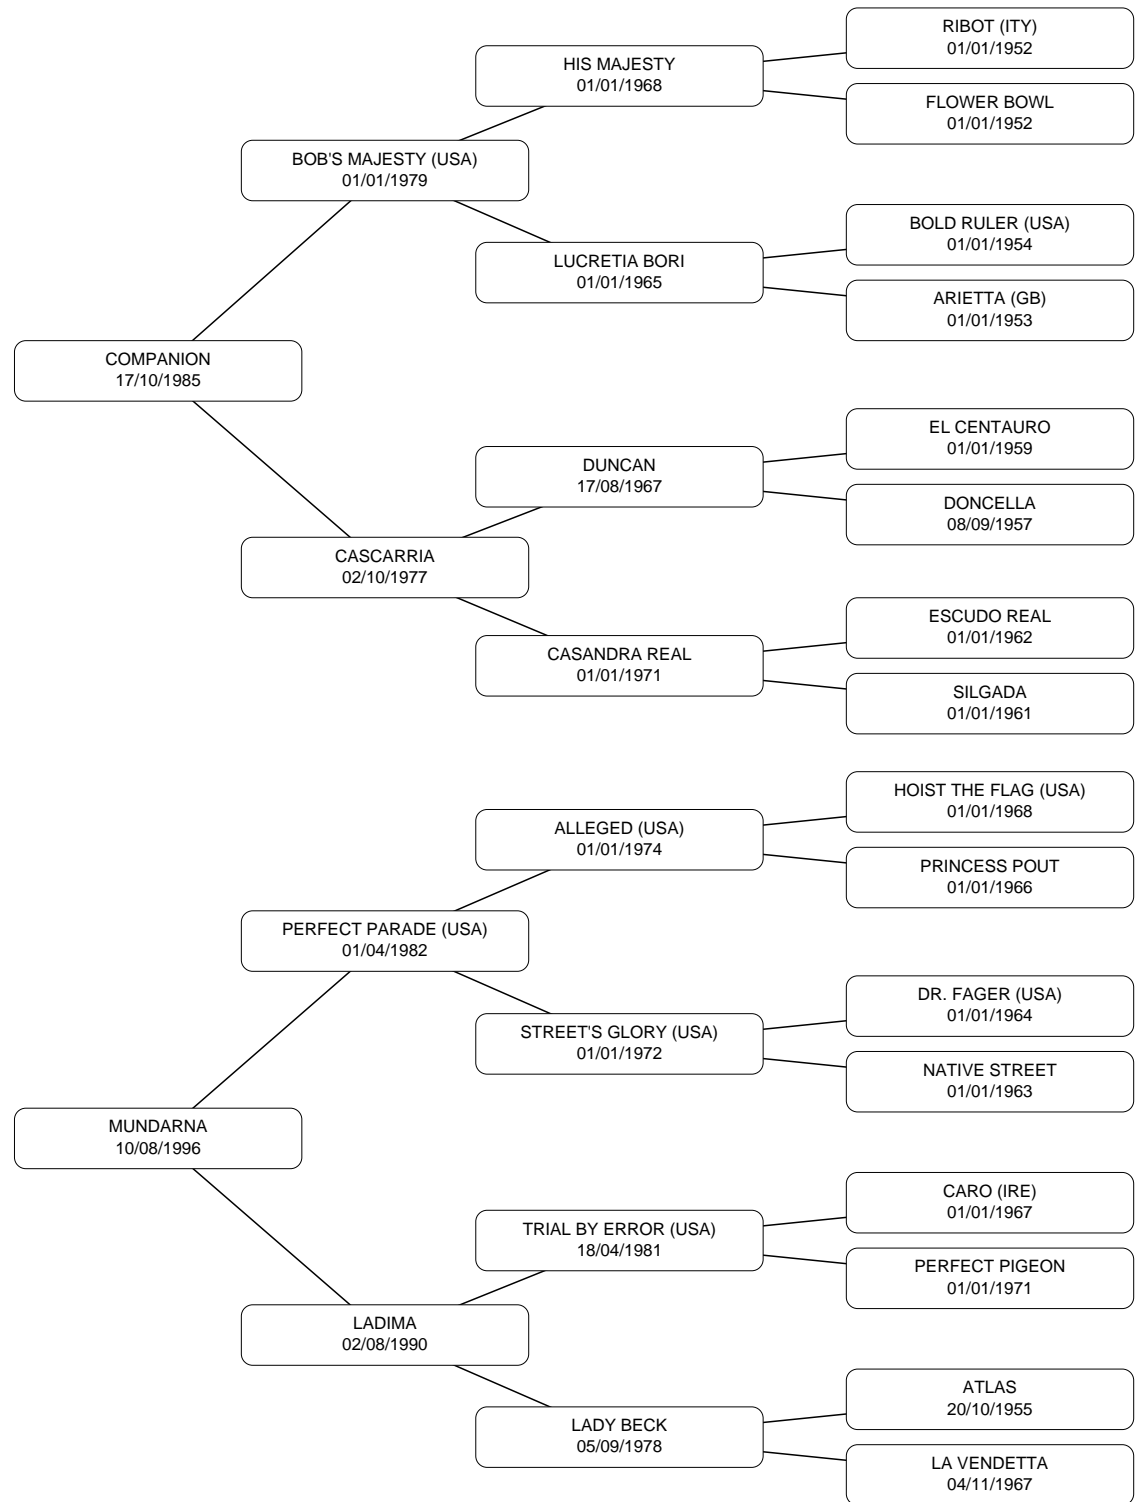 RIBOT (ITY)
01/01/1952
HIS MAJESTY
01/01/1968
FLOWER BOWL
01/01/1952
BOB'S MAJESTY (USA)
01/01/1979
BOLD RULER (USA)
01/01/1954
LUCRETIA BORI
01/01/1965
ARIETTA (GB)
01/01/1953
COMPANION
17/10/1985
EL CENTAURO
01/01/1959
DUNCAN
17/08/1967
DONCELLA
08/09/1957
CASCARRIA
02/10/1977
ESCUDO REAL
01/01/1962
CASANDRA REAL
01/01/1971
SILGADA
01/01/1961
HOIST THE FLAG (USA)
01/01/1968
ALLEGED (USA)
01/01/1974
PRINCESS POUT
01/01/1966
PERFECT PARADE (USA)
01/04/1982
DR. FAGER (USA)
01/01/1964
STREET'S GLORY (USA)
01/01/1972
NATIVE STREET
01/01/1963
MUNDARNA
10/08/1996
CARO (IRE)
01/01/1967
TRIAL BY ERROR (USA)
18/04/1981
PERFECT PIGEON
01/01/1971
LADIMA
02/08/1990
ATLAS
20/10/1955
LADY BECK
05/09/1978
LA VENDETTA
04/11/1967